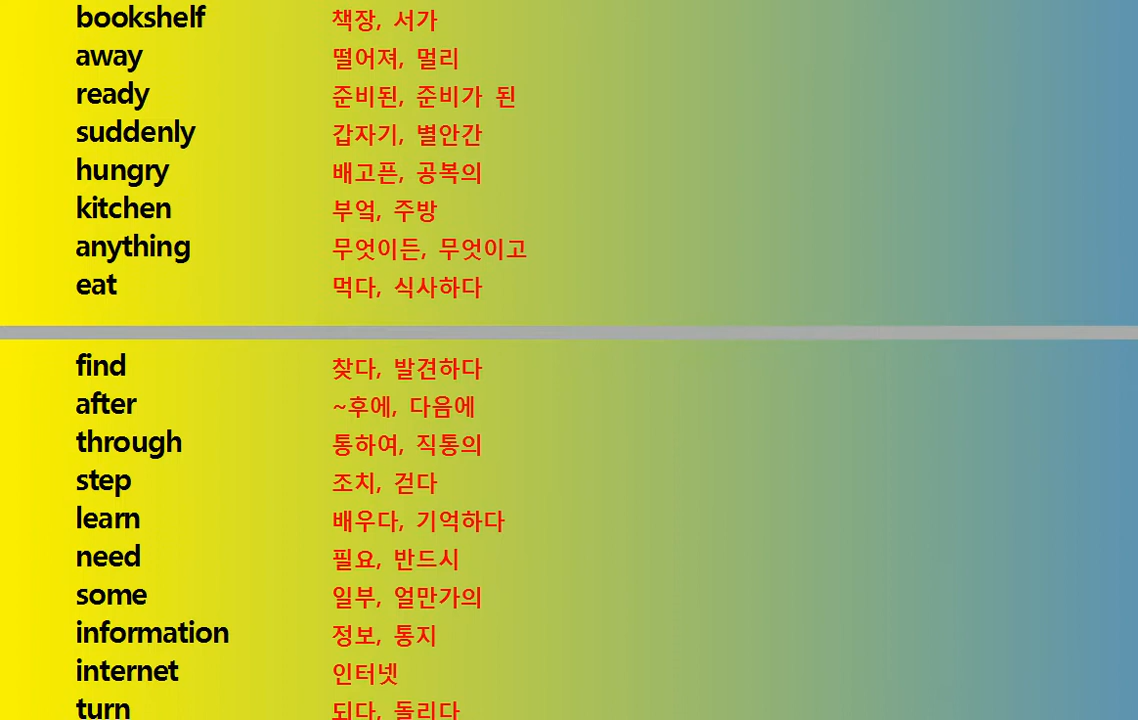 bookshelf 책장, 서가
away 떨어져, 멀리
ready 준비된, 준비가 된
suddenly 갑자기, 별안간
hungry 배고픈, 공복의
kitchen 부엌, 주방
anything 무엇이든, 무엇이고
eat 먹다, 식사하다
find 찾다, 발견하다
after ~후에, 다음에
through 통하여, 직통의
step 조치, 걷다
learn 배우다, 기억하다
need 필요, 반드시
some 일부, 얼만가의
information 정보, 통지
internet 인터넷
turn 되다, 돌리다